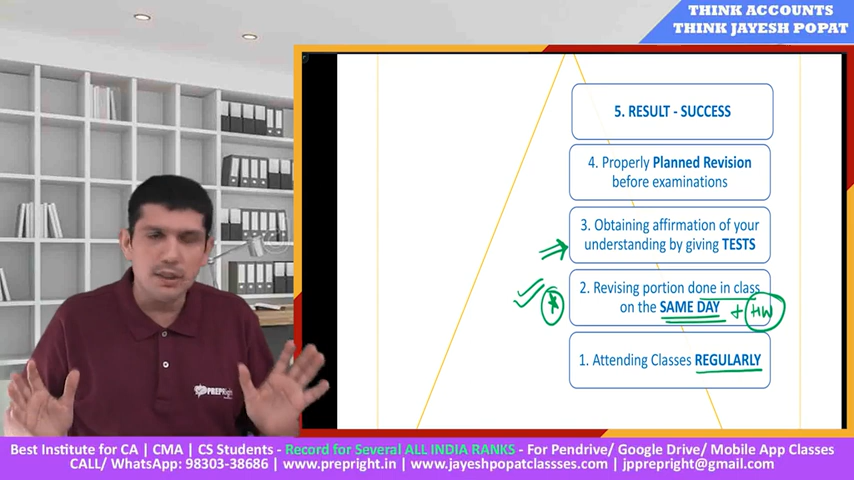 THINK ACCOUNTS
THINK JAYESH POPAT
5. RESULT - SUCCESS
4. Properly Planned Revision
before examinations
3. Obtaining affirmation of your
understanding by giving TESTS
2. Revising portion done in class
on the SAME DAY + HW
1. Attending Classes REGULARLY
PREPRight
Best Institute for CA | CMA | CS Students - Record for Several ALL INDIA RANKS - For Pendrive/ Google Drive/ Mobile App Classes
CALL/ WhatsApp: 98303-38686 | www.prepright.in | www.jayeshpopatclassses.com | jpprepright@gmail.com